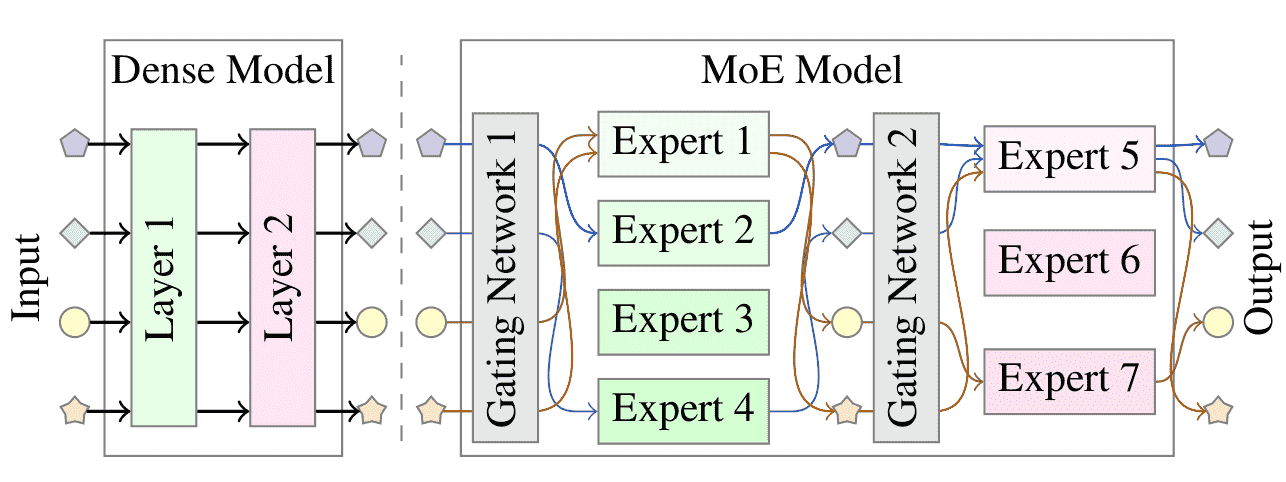 Dense Model
MoE Model
Input
Layer 1
Layer 2
Gating Network 1
Expert 1
Expert 2
Expert 3
Expert 4
Gating Network 2
Expert 5
Expert 6
Expert 7
Output